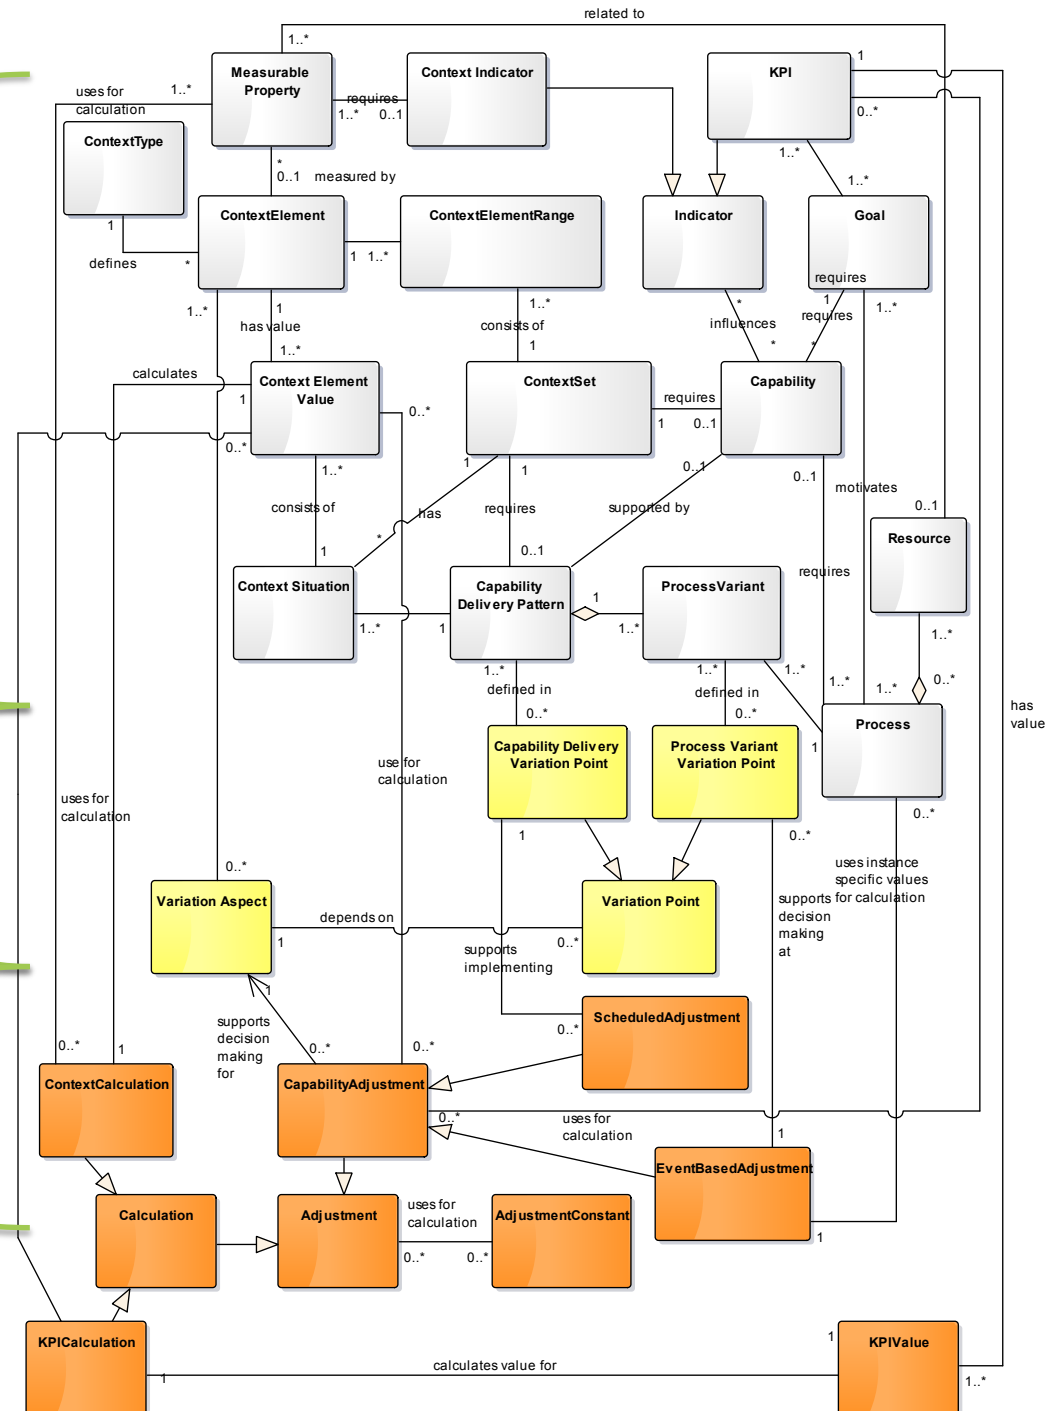 related to
1..*
Measurable
Property
Context Indicator
KPI
1
uses for
calculation
1..*
requires
1..*
0..1
0..*
ContextType
1..*
*
0..1
measured by
1..*
ContextElement
ContextElementRange
Indicator
Goal
1
defines
*
1
1..*
requires
1
requires
1..*
1..*
1
has value
1..*
1..*
consists of
1
*
influences
*
*
calculates
Context Element
Value
1
0..*
0..*
ContextSet
requires
1
0..1
Capability
1..*
1
1
0..1
0..1
motivates
consists of
has
requires
supported by
0..1
*
1
0..1
Resource
requires
Context Situation
Capability
Delivery Pattern
ProcessVariant
1
1..*
1
1..*
1..*
1..*
defined in
0..*
1..*
defined in
0..*
1..*
1..*
1..*
0..*
1
has
value
Capability Delivery
Variation Point
Process Variant
Variation Point
Process
use for
calculation
uses for
calculation
1
0..*
0..*
0..*
uses instance
specific values
for calculation
Variation Aspect
Variation Point
depends on
1
0..*
supports
decision
making
at
supports
implementing
1
ScheduledAdjustment
0..*
supports
decision
making
for
0..*
1
0..*
0..*
ContextCalculation
CapabilityAdjustment
0..*
uses for
calculation
1
EventBasedAdjustment
Calculation
Adjustment
uses for
calculation
AdjustmentConstant
0..*
0..*
1
KPICalculation
1
calculates value for
1
KPIValue
1..*